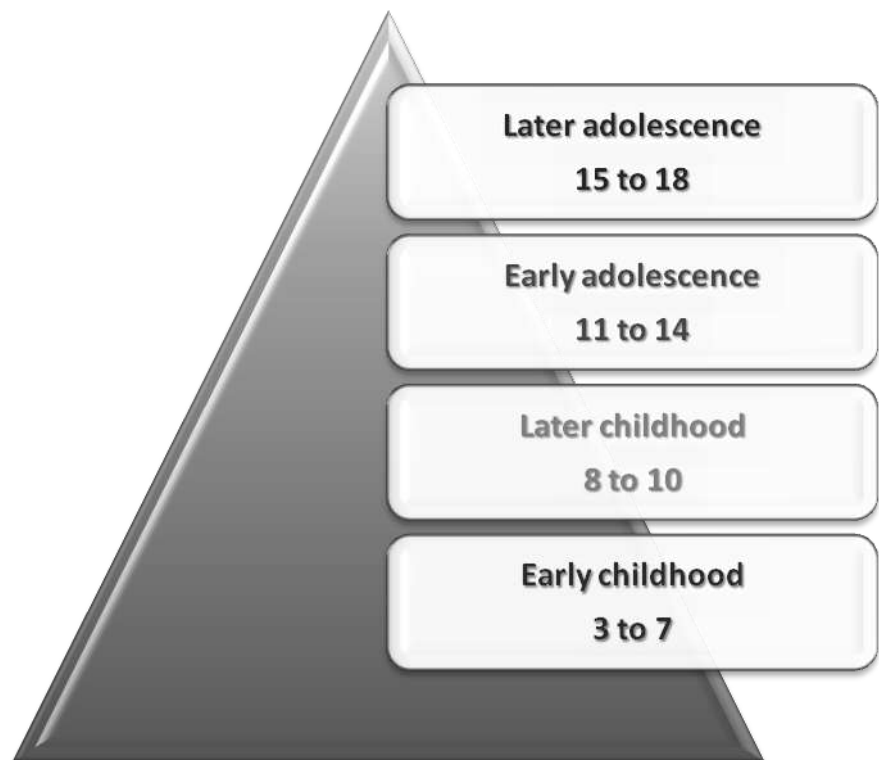 Later adolescence
15 to 18
Early adolescence
11 to 14
Later childhood
8 to 10
Early childhood
3 to 7